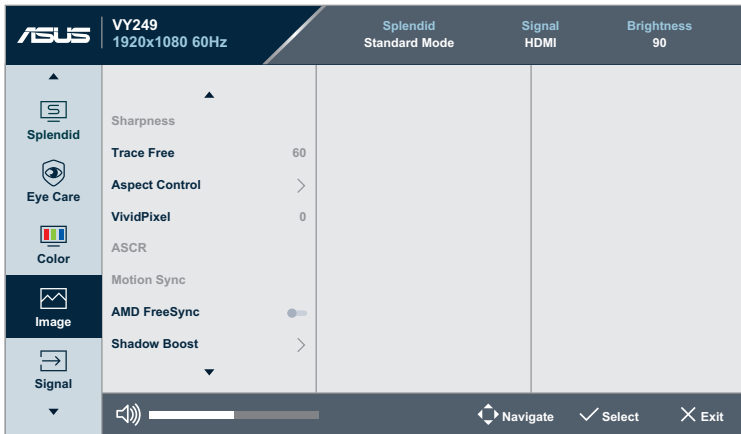 ASUS
VY249
1920x1080 60Hz
Splendid
Standard Mode
Signal
HDMI
Brightness
90
Splendid
Eye Care
Color
Image
Signal
Sharpness
Trace Free 60
Aspect Control
VividPixel 0
ASCR
Motion Sync
AMD FreeSync
Shadow Boost
Navigate
Select
Exit